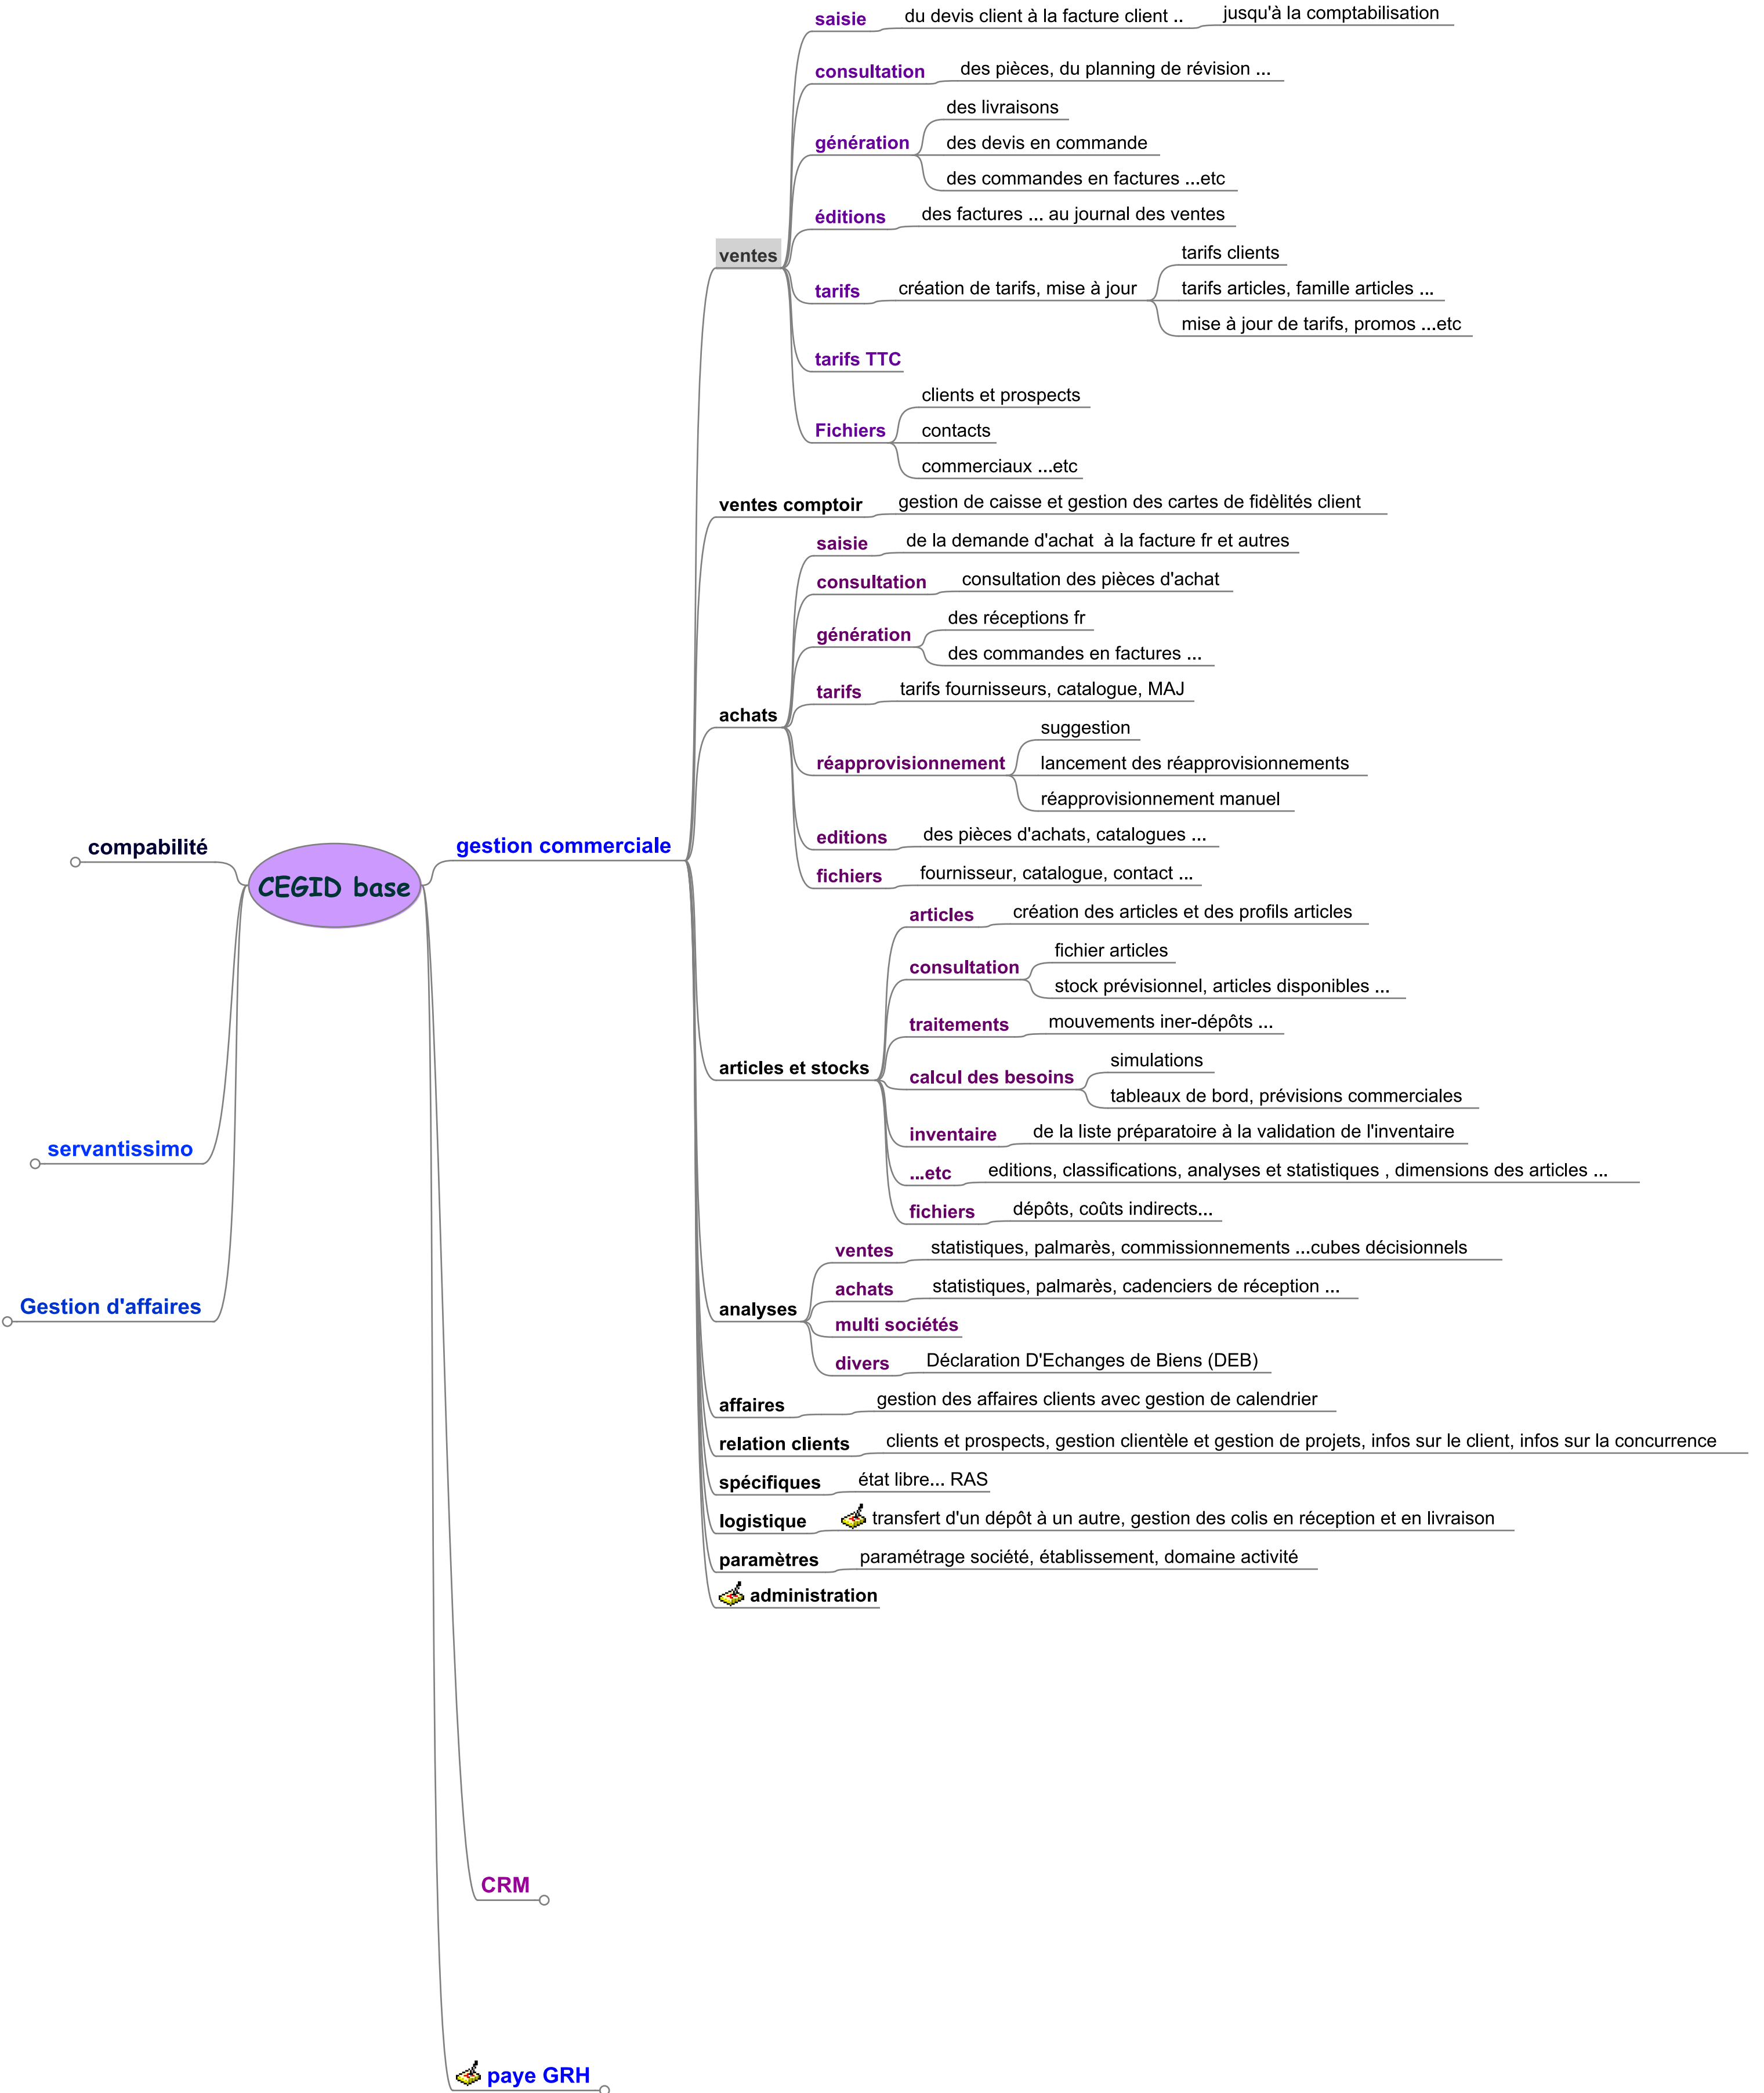 CEGID base
compabilité
servantissimo
Gestion d'affaires
gestion commerciale
ventes
saisie
du devis client à la facture client ..
jusqu'à la comptabilisation
consultation
des pièces, du planning de révision ...
génération
des livraisons
des devis en commande
des commandes en factures ...etc
éditions
des factures ... au journal des ventes
tarifs
création de tarifs, mise à jour
tarifs clients
tarifs articles, famille articles ...
mise à jour de tarifs, promos ...etc
tarifs TTC
Fichiers
clients et prospects
contacts
commerciaux ...etc
ventes comptoir
gestion de caisse et gestion des cartes de fidèlités client
achats
saisie
de la demande d'achat  à la facture fr et autres
consultation
consultation des pièces d'achat
génération
des réceptions fr
des commandes en factures ...
tarifs
tarifs fournisseurs, catalogue, MAJ
réapprovisionnement
suggestion
lancement des réapprovisionnements
réapprovisionnement manuel
editions
des pièces d'achats, catalogues ...
fichiers
fournisseur, catalogue, contact ...
articles et stocks
articles
création des articles et des profils articles
consultation
fichier articles
stock prévisionnel, articles disponibles ...
traitements
mouvements iner-dépôts ...
calcul des besoins
simulations
tableaux de bord, prévisions commerciales
inventaire
de la liste préparatoire à la validation de l'inventaire
...etc
editions, classifications, analyses et statistiques , dimensions des articles ...
fichiers
dépôts, coûts indirects...
analyses
ventes
statistiques, palmarès, commissionnements ...cubes décisionnels
achats
statistiques, palmarès, cadenciers de réception ...
multi sociétés
divers
Déclaration D'Echanges de Biens (DEB)
affaires
gestion des affaires clients avec gestion de calendrier
relation clients
clients et prospects, gestion clientèle et gestion de projets, infos sur le client, infos sur la concurrence
spécifiques
état libre... RAS
logistique
transfert d'un dépôt à un autre, gestion des colis en réception et en livraison
paramètres
paramétrage société, établissement, domaine activité
administration
CRM
paye GRH